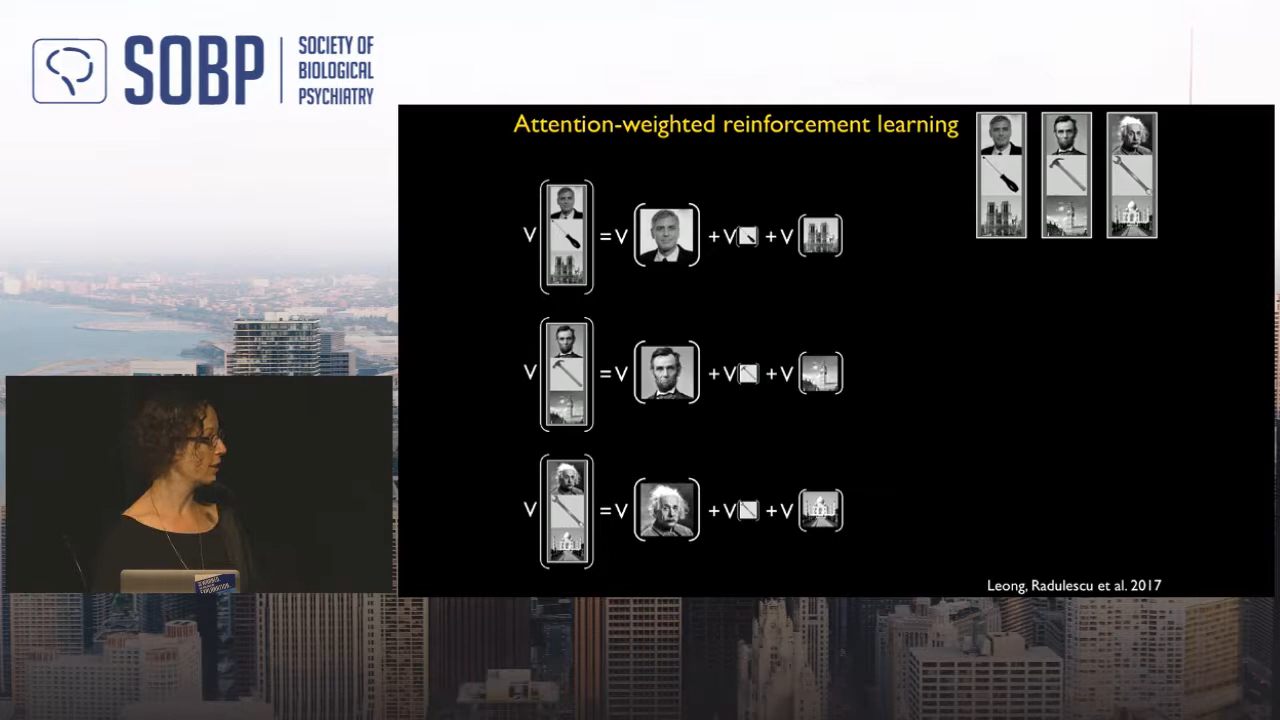 SOBP
SOCIETY OF
BIOLOGICAL
PSYCHIATRY
Attention-weighted reinforcement learning
V = V + V + V
V = V + V + V
V = V + V + V
Leong, Radulescu et al. 2017